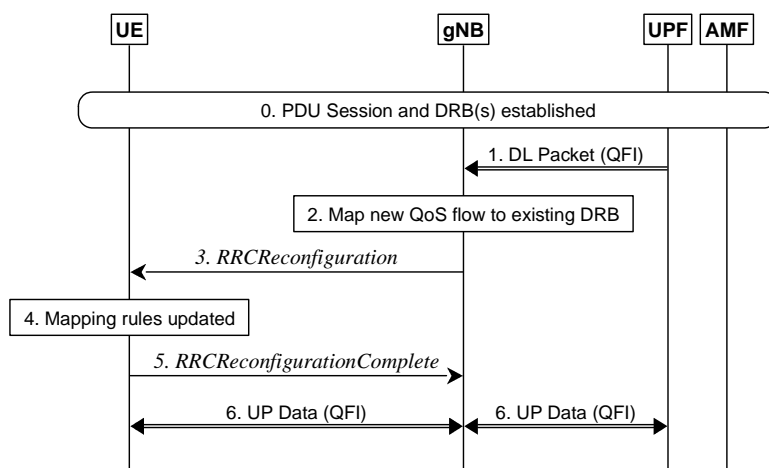 UE gNB UPF AMF
0. PDU Session and DRB(s) established
1. DL Packet (QFI)
2. Map new QoS flow to existing DRB
3. RRCReconfiguration
4. Mapping rules updated
5. RRCReconfigurationComplete
6. UP Data (QFI) 6. UP Data (QFI)